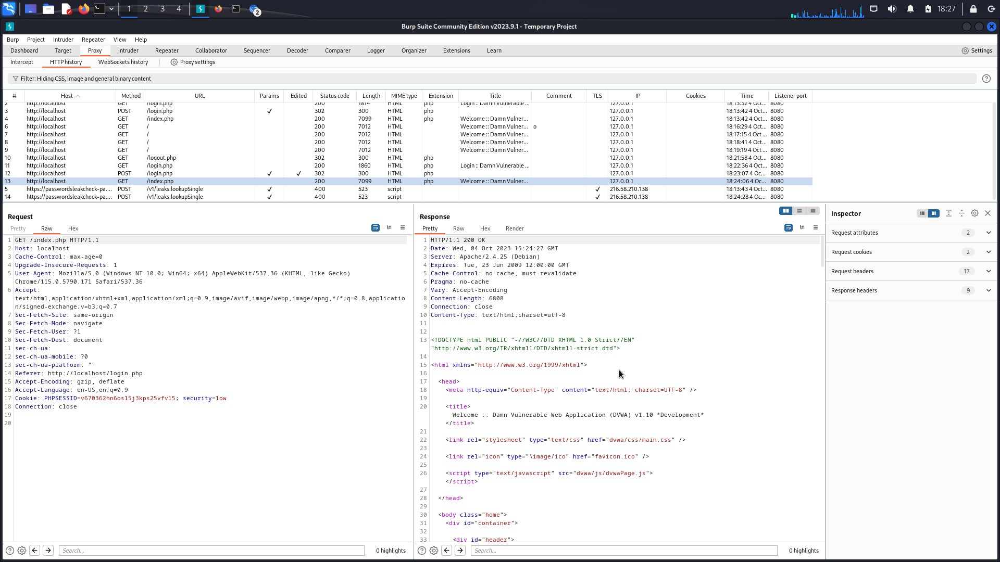 1 2 3 4 2 18:27
Burp Suite Community Edition v2023.9.1 - Temporary Project
Burp Project Intruder Repeater View Help
Dashboard Target Proxy Intruder Repeater Collaborator Sequencer Decoder Comparer Logger Organizer Extensions Learn Settings
Intercept HTTP history WebSockets history Proxy settings
Filter: Hiding CSS, image and general binary content
# Host Method URL Params Edited Status code Length MIME type Extension Title Comment TLS IP Cookies Time Listener port
2 http://localhost GET /login.php 200 1814 HTML php Login :: Damn Vulnerable ... 127.0.0.1 18:13:32 4 Oct... 8080
3 http://localhost POST /login.php ✓ 302 300 HTML php 127.0.0.1 18:13:42 4 Oct... 8080
4 http://localhost GET /index.php 200 7099 HTML php Welcome :: Damn Vulner... 127.0.0.1 18:13:42 4 Oct... 8080
6 http://localhost GET / 200 7012 HTML Welcome :: Damn Vulner... o 127.0.0.1 18:16:29 4 Oct... 8080
7 http://localhost GET / 200 7012 HTML Welcome :: Damn Vulner... 127.0.0.1 18:17:15 4 Oct... 8080
8 http://localhost GET / 200 7012 HTML Welcome :: Damn Vulner... 127.0.0.1 18:18:41 4 Oct... 8080
9 http://localhost GET / 200 7012 HTML Welcome :: Damn Vulner... 127.0.0.1 18:19:19 4 Oct... 8080
10 http://localhost GET /logout.php 302 300 HTML php 127.0.0.1 18:21:58 4 Oct... 8080
11 http://localhost GET /login.php 200 1860 HTML php Login :: Damn Vulnerable ... 127.0.0.1 18:22:36 4 Oct... 8080
12 http://localhost POST /login.php ✓ ✓ 302 300 HTML php 127.0.0.1 18:23:07 4 Oct... 8080
13 http://localhost GET /index.php 200 7099 HTML php Welcome :: Damn Vulner... 127.0.0.1 18:24:06 4 Oc... 8080
5 https://passwordsleakcheck-pa.... POST /v1/leaks:lookupSingle ✓ 400 523 script ✓ 216.58.210.138 18:13:43 4 Oct... 8080
14 https://passwordsleakcheck-pa.... POST /v1/leaks:lookupSingle ✓ 400 523 script ✓ 216.58.210.138 18:24:28 4 Oc... 8080
Request
Pretty Raw Hex \n
1 GET /index.php HTTP/1.1
2 Host: localhost
3 Cache-Control: max-age=0
4 Upgrade-Insecure-Requests: 1
5 User-Agent: Mozilla/5.0 (Windows NT 10.0; Win64; x64) AppleWebKit/537.36 (KHTML, like Gecko)
Chrome/115.0.5790.171 Safari/537.36
6 Accept:
text/html,application/xhtml+xml,application/xml;q=0.9,image/avif,image/webp,image/apng,*/*;q=0.8,applicatio
n/signed-exchange;v=b3;q=0.7
7 Sec-Fetch-Site: same-origin
8 Sec-Fetch-Mode: navigate
9 Sec-Fetch-User: ?1
10 Sec-Fetch-Dest: document
11 sec-ch-ua:
12 sec-ch-ua-mobile: ?0
13 sec-ch-ua-platform: ""
14 Referer: http://localhost/login.php
15 Accept-Encoding: gzip, deflate
16 Accept-Language: en-US,en;q=0.9
17 Cookie: PHPSESSID=v670362hn6osl5j3kps25vfv15; security=low
18 Connection: close
19
20
Search... 0 highlights
Response
Pretty Raw Hex Render \n
1 HTTP/1.1 200 OK
2 Date: Wed, 04 Oct 2023 15:24:27 GMT
3 Server: Apache/2.4.25 (Debian)
4 Expires: Tue, 23 Jun 2009 12:00:00 GMT
5 Cache-Control: no-cache, must-revalidate
6 Pragma: no-cache
7 Vary: Accept-Encoding
8 Content-Length: 6808
9 Connection: close
10 Content-Type: text/html;charset=utf-8
11
12
13 <!DOCTYPE html PUBLIC "-//W3C//DTD XHTML 1.0 Strict//EN"
"http://www.w3.org/TR/xhtml1/DTD/xhtml1-strict.dtd">
14
15 <html xmlns="http://www.w3.org/1999/xhtml">
16
17 <head>
18 <meta http-equiv="Content-Type" content="text/html; charset=UTF-8" />
19
20 <title>
Welcome :: Damn Vulnerable Web Application (DVWA) v1.10 *Development*
</title>
21
22 <link rel="stylesheet" type="text/css" href="dvwa/css/main.css" />
23
24 <link rel="icon" type="\image/ico" href="favicon.ico" />
25
26 <script type="text/javascript" src="dvwa/js/dvwaPage.js">
</script>
27
28 </head>
29
30 <body class="home">
31 <div id="container">
32
33 <div id="header">
Search... 0 highlights
Inspector
Request attributes 2
Request cookies 2
Request headers 17
Response headers 9